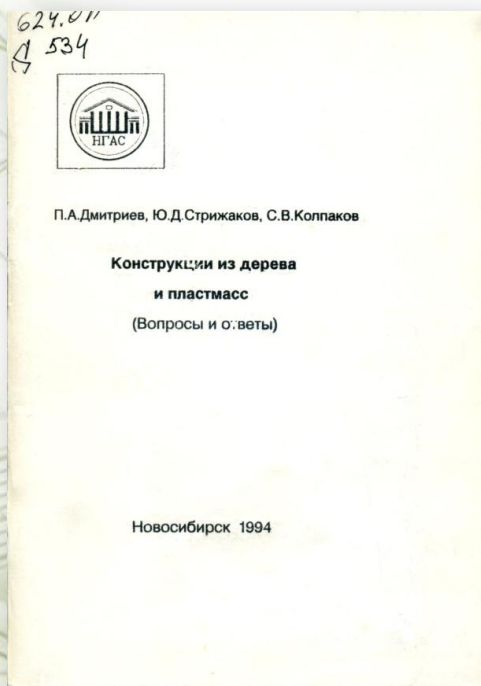 624.011
Д 534
НГАС
П.А.Дмитриев, Ю.Д.Стрижаков, С.В.Колпаков
Конструкции из дерева
и пластмасс
(Вопросы и ответы)
Новосибирск 1994